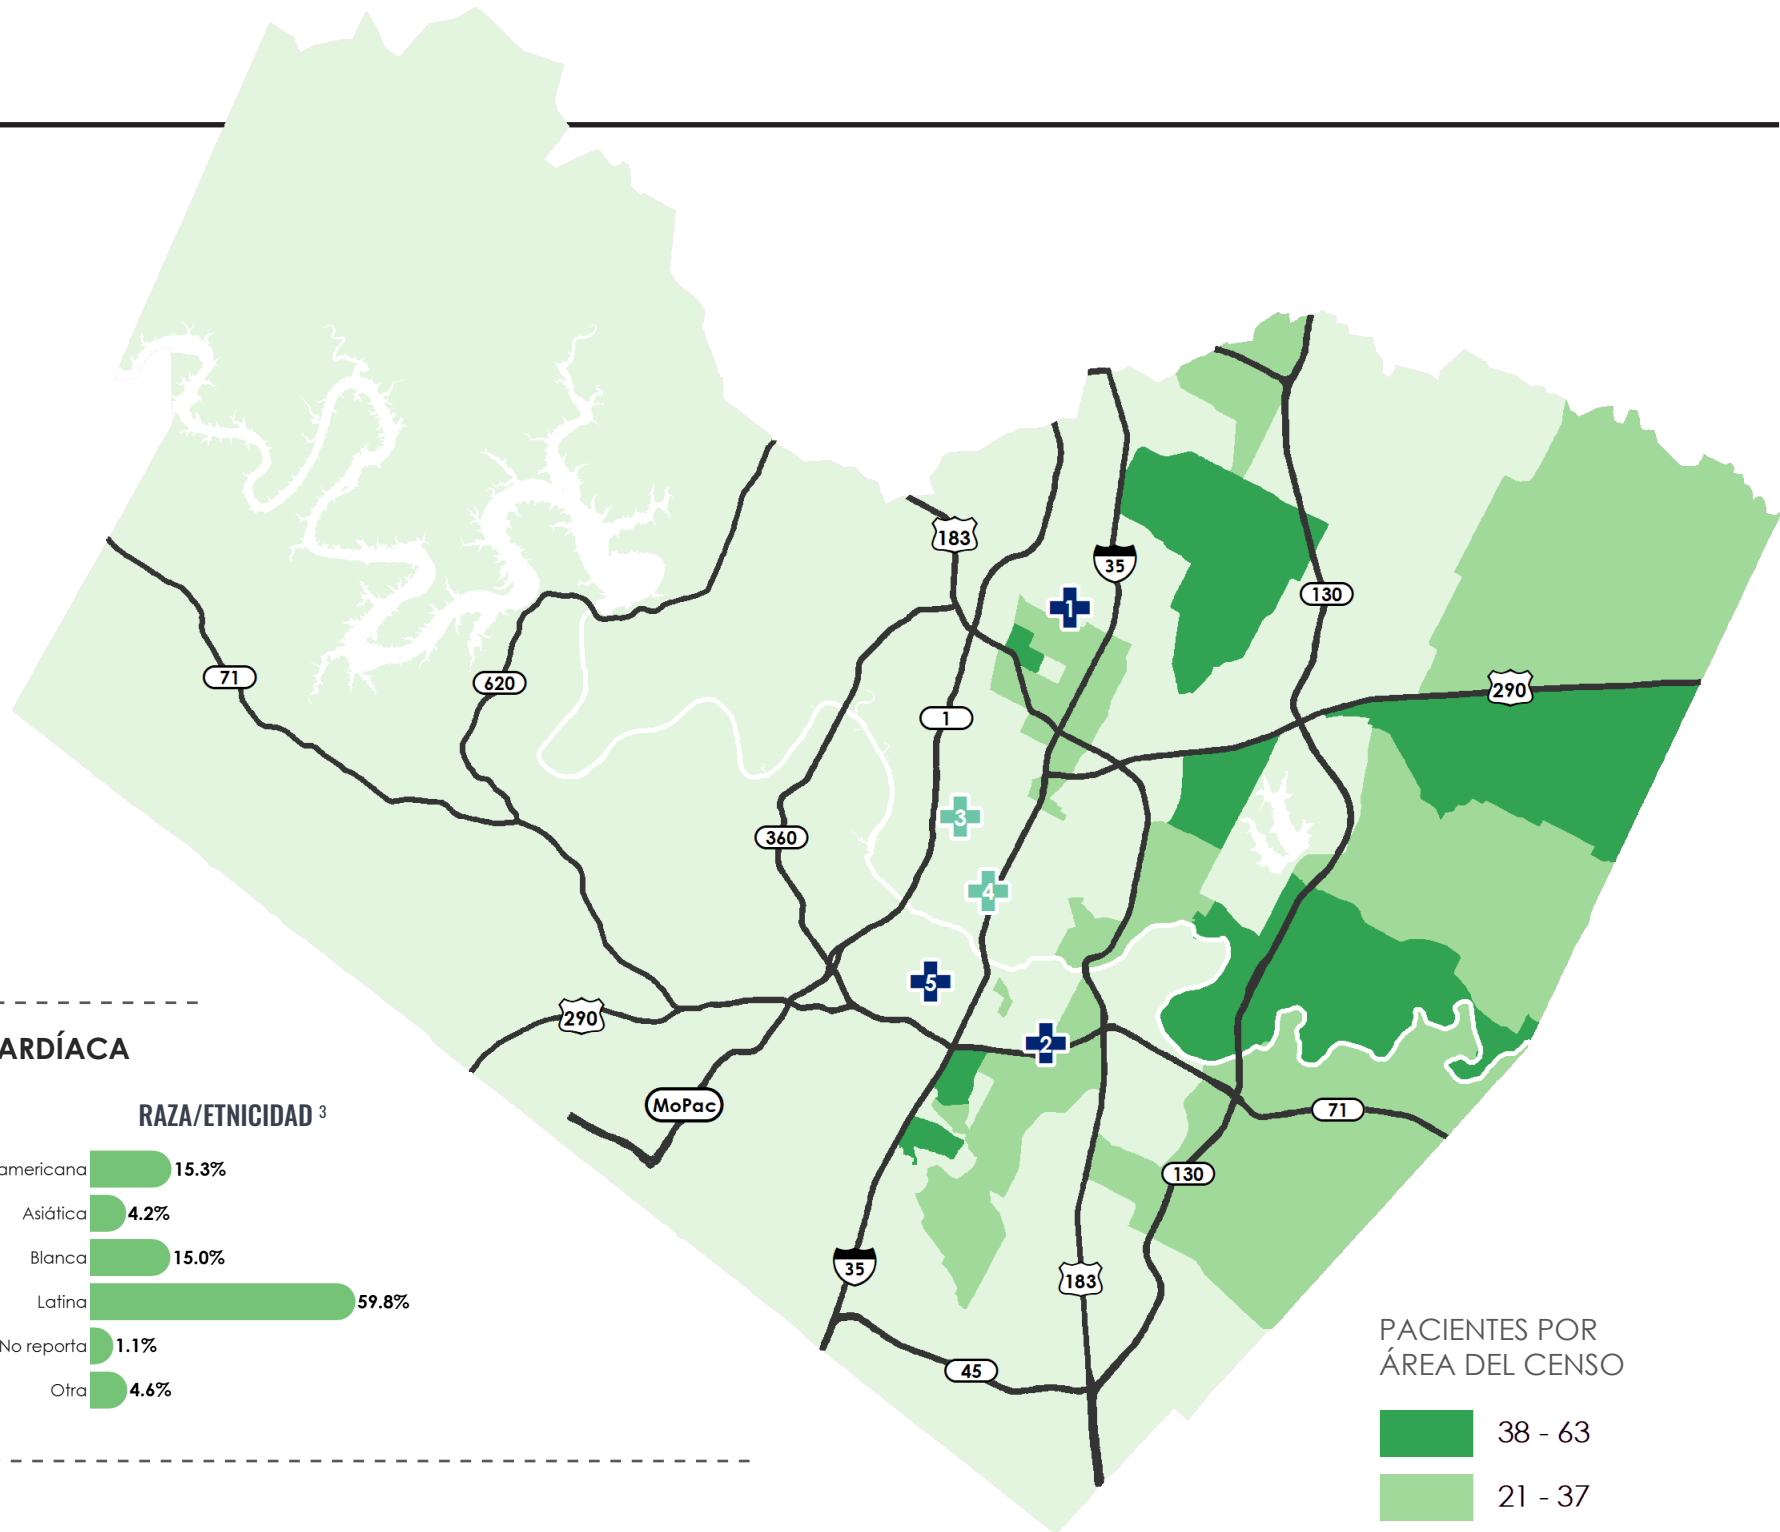 183
35
1
130
71
620
290
1
3
360
4
5
290
2
ARDÍACA
RAZA/ETNICIDAD 3
MoPac
71
americana 15.3%
130
Asiática 4.2%
Blanca 15.0%
35
183
Latina 59.8%
No reporta 1.1%
45
Otra 4.6%
PACIENTES POR
ÁREA DEL CENSO
38 - 63
21 - 37